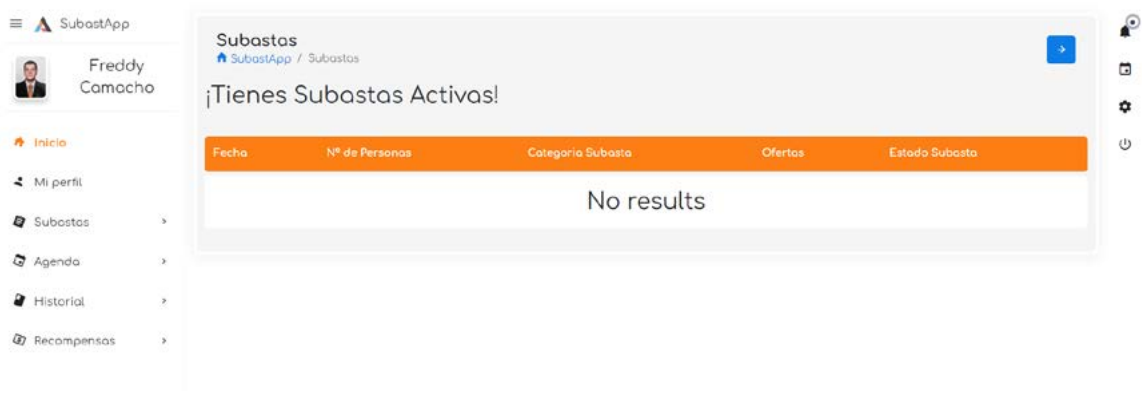 SubastApp
Freddy
Camacho
Inicio
Mi perfil
Subastas
Agenda
Historial
Recompensas
Subastas
SubastApp / Subastas
¡Tienes Subastas Activas!
Fecha Nº de Personas Categoria Subasta Ofertas Estado Subasta
No results